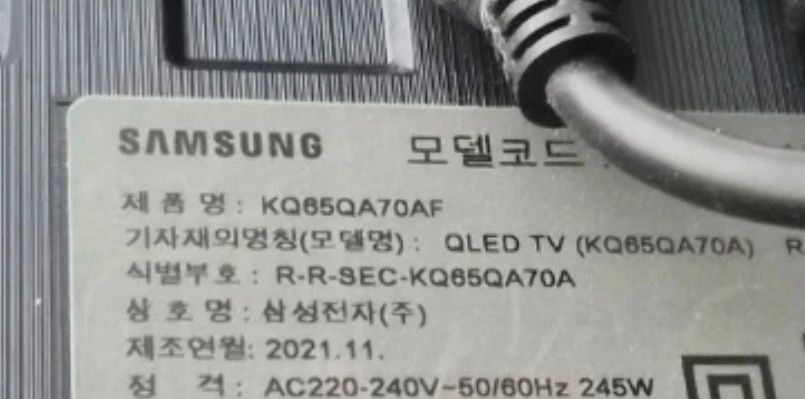 SAMSUNG 모델코드 :
제 품 명 : KQ65QA70AF
기자재의명칭(모델명) : QLED TV (KQ65QA70A) R
식별부호 : R-R-SEC-KQ65QA70A
상 호 명 : 삼성전자(주)
제조연월: 2021.11.
정 격 : AC220-240V~50/60Hz 245W